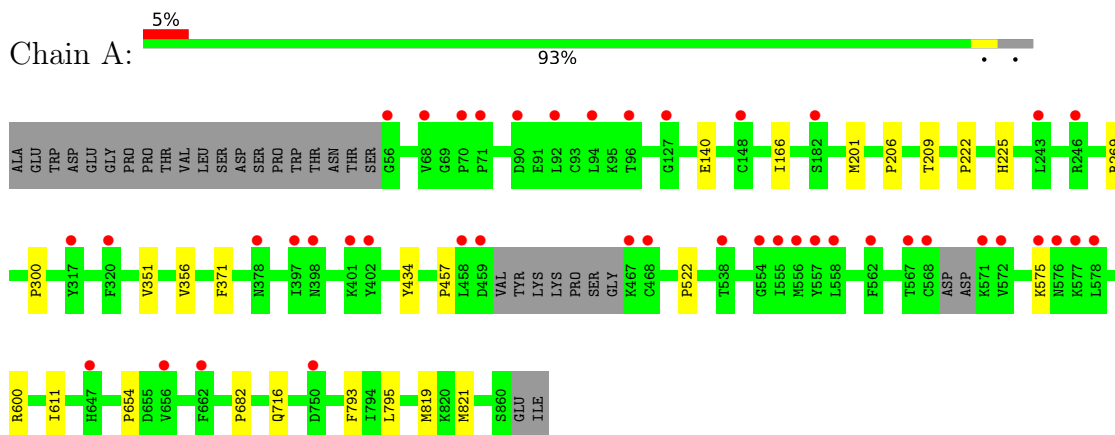 5%
Chain A:
93%
• •
ALA GLU TRP ASP GLU GLY PRO PRO THR VAL LEU SER ASP SER PRO TRP THR ASN THR SER G56 V68 G69 P70 P71 D90 E91 L92 C93 L94 K95 T96 G127 E140 C148 I166 S182 M201 P206 T209 P222 H225 L243 R246 R269
P300 Y317 F320 V351 V356 F371 N378 I397 N398 K401 Y402 Y434 P457 L458 D459 VAL TYR LYS LYS PRO SER GLY K467 C468 P522 T538 G554 I555 M556 Y557 L558 F562 T567 C568 ASP ASP K571 V572 K575 N576 K577 L578
R600 I611 H647 P654 D655 V656 F662 P682 Q716 D750 F793 I794 L795 M819 K820 M821 S860 GLU ILE